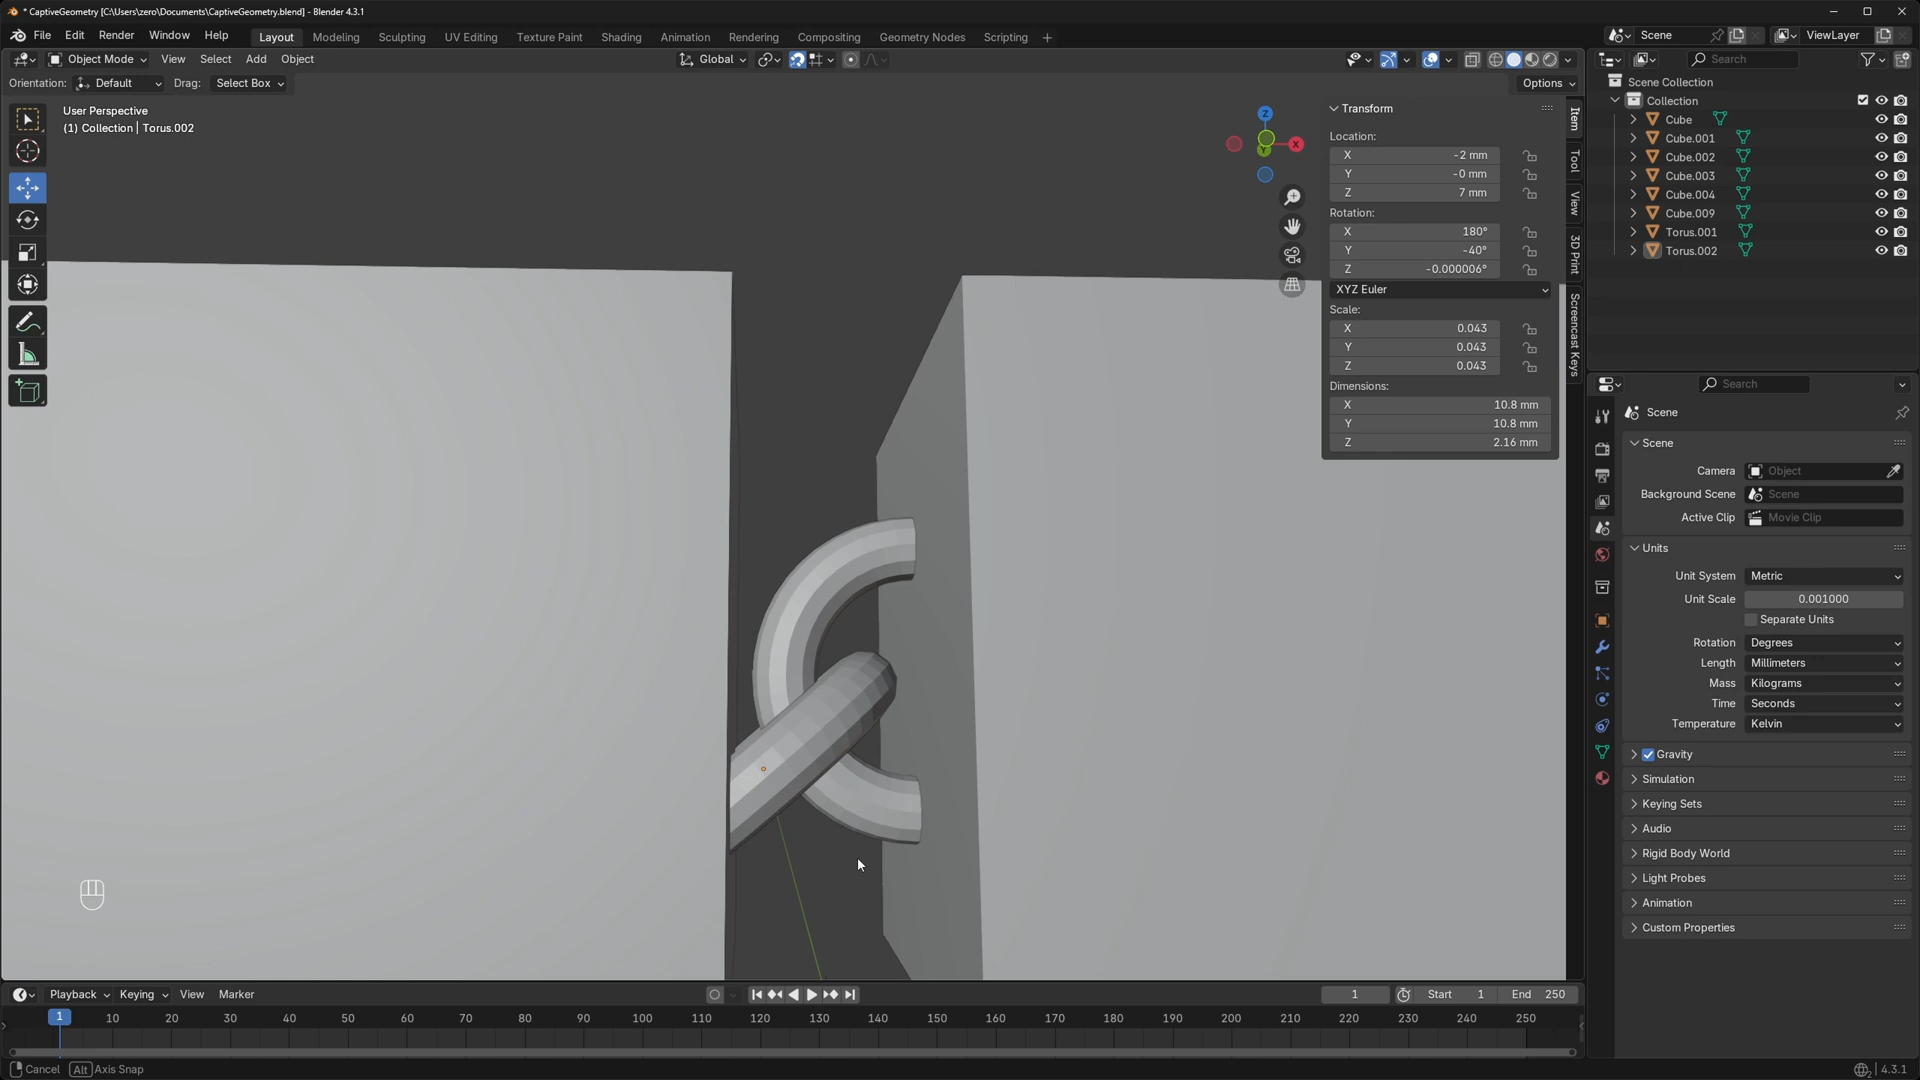 * CaptiveGeometry [C:\Users\zero\Documents\CaptiveGeometry.blend] - Blender 4.3.1
File Edit Render Window Help
Layout Modeling Sculpting UV Editing Texture Paint Shading Animation Rendering Compositing Geometry Nodes Scripting +
Scene
ViewLayer
Object Mode View Select Add Object
Global
Search
Orientation: Default Drag: Select Box
Options
User Perspective
(1) Collection | Torus.002
Z
Y
X
Transform
Location:
X -2 mm
Y -0 mm
Z 7 mm
Rotation:
X 180°
Y -40°
Z -0.000006°
XYZ Euler
Scale:
X 0.043
Y 0.043
Z 0.043
Dimensions:
X 10.8 mm
Y 10.8 mm
Z 2.16 mm
Item
Tool
View
3D Print
Screencast Keys
Scene Collection
Collection
Cube
Cube.001
Cube.002
Cube.003
Cube.004
Cube.009
Torus.001
Torus.002
Search
Scene
Scene
Camera Object
Background Scene Scene
Active Clip Movie Clip
Units
Unit System Metric
Unit Scale 0.001000
Separate Units
Rotation Degrees
Length Millimeters
Mass Kilograms
Time Seconds
Temperature Kelvin
Gravity
Simulation
Keying Sets
Audio
Rigid Body World
Light Probes
Animation
Custom Properties
Playback Keying View Marker
1
Start 1
End 250
1 10 20 30 40 50 60 70 80 90 100 110 120 130 140 150 160 170 180 190 200 210 220 230 240 250
Cancel Alt Axis Snap
4.3.1